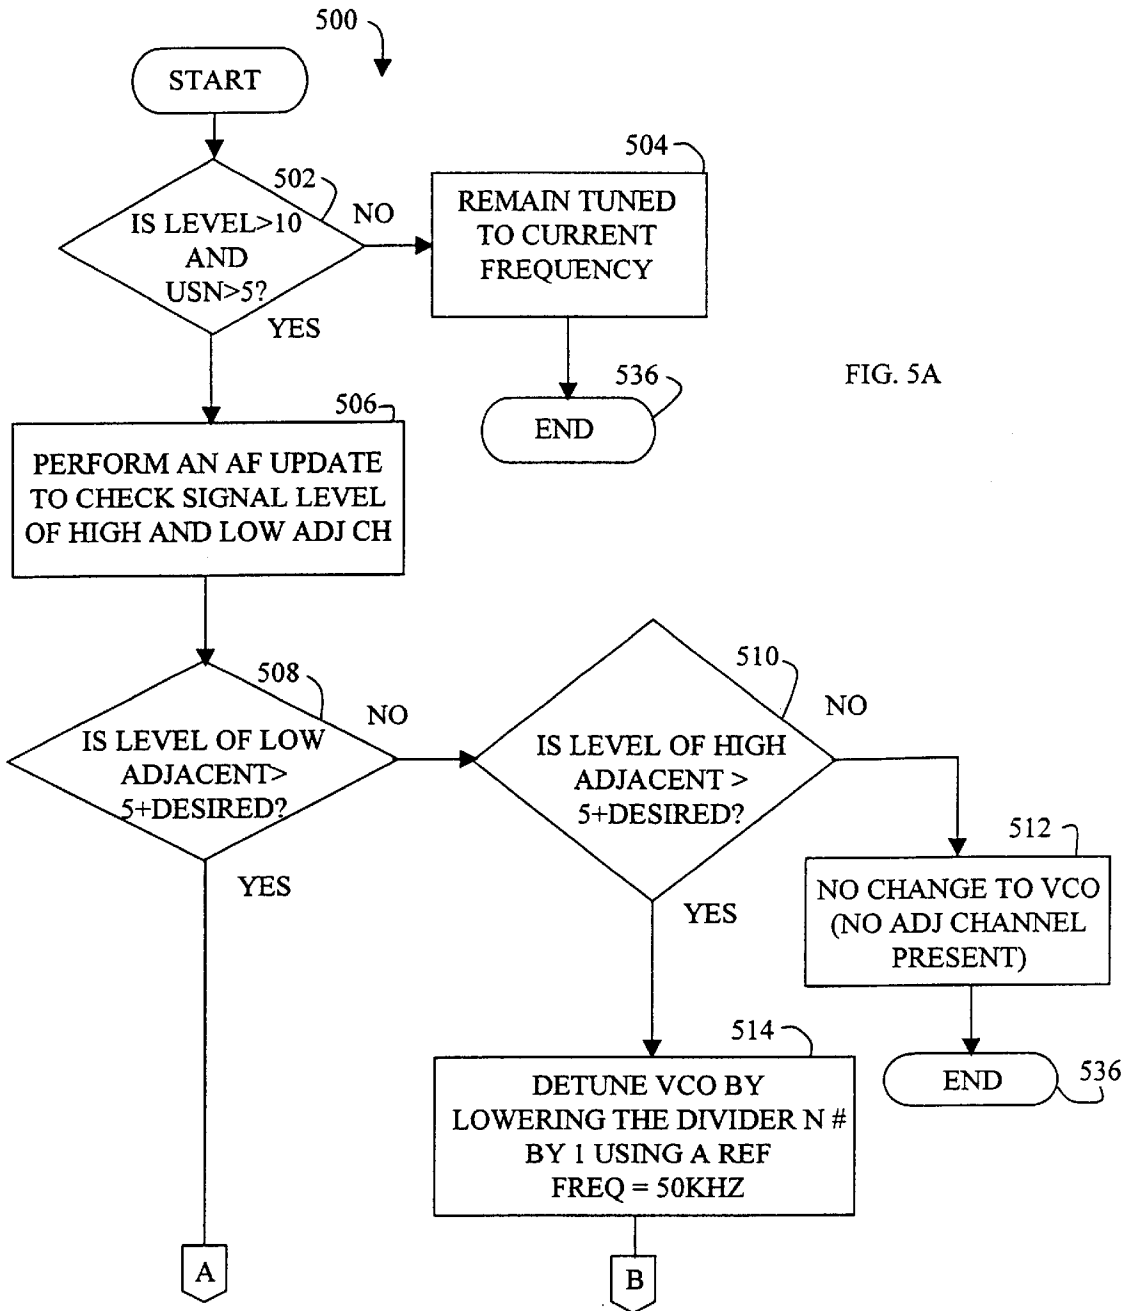 500
START
502
IS LEVEL>10
AND
USN>5?
NO
YES
504
REMAIN TUNED
TO CURRENT
FREQUENCY
536
END
FIG. 5A
506
PERFORM AN AF UPDATE
TO CHECK SIGNAL LEVEL
OF HIGH AND LOW ADJ CH
508
IS LEVEL OF LOW
ADJACENT>
5+DESIRED?
NO
YES
510
IS LEVEL OF HIGH
ADJACENT >
5+DESIRED?
NO
YES
512
NO CHANGE TO VCO
(NO ADJ CHANNEL
PRESENT)
END
536
514
DETUNE VCO BY
LOWERING THE DIVIDER N #
BY 1 USING A REF
FREQ = 50KHZ
A
B